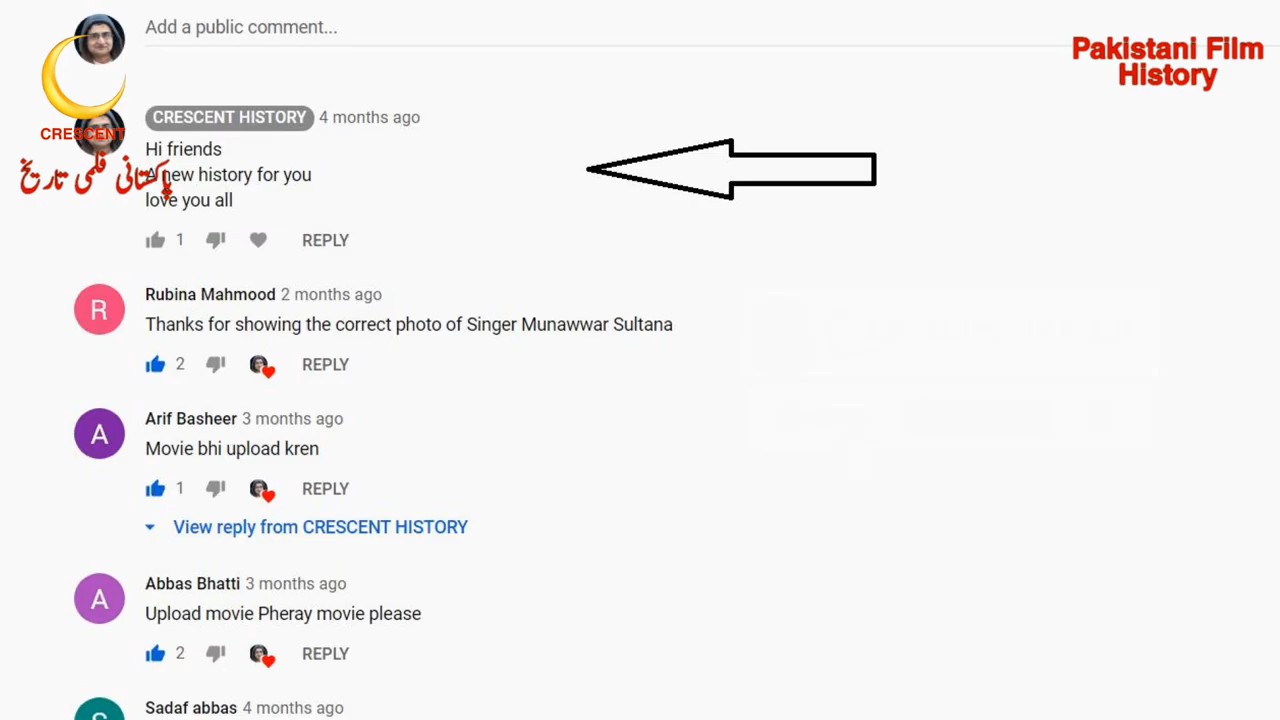 Add a public comment...
Pakistani Film
History
CRESCENT
پاکستانی فلمی تاریخ
CRESCENT HISTORY 4 months ago
Hi friends
A new history for you
love you all
1 REPLY
R
Rubina Mahmood 2 months ago
Thanks for showing the correct photo of Singer Munawwar Sultana
2 REPLY
A
Arif Basheer 3 months ago
Movie bhi upload kren
1 REPLY
View reply from CRESCENT HISTORY
A
Abbas Bhatti 3 months ago
Upload movie Pheray movie please
2 REPLY
Sadaf abbas 4 months ago